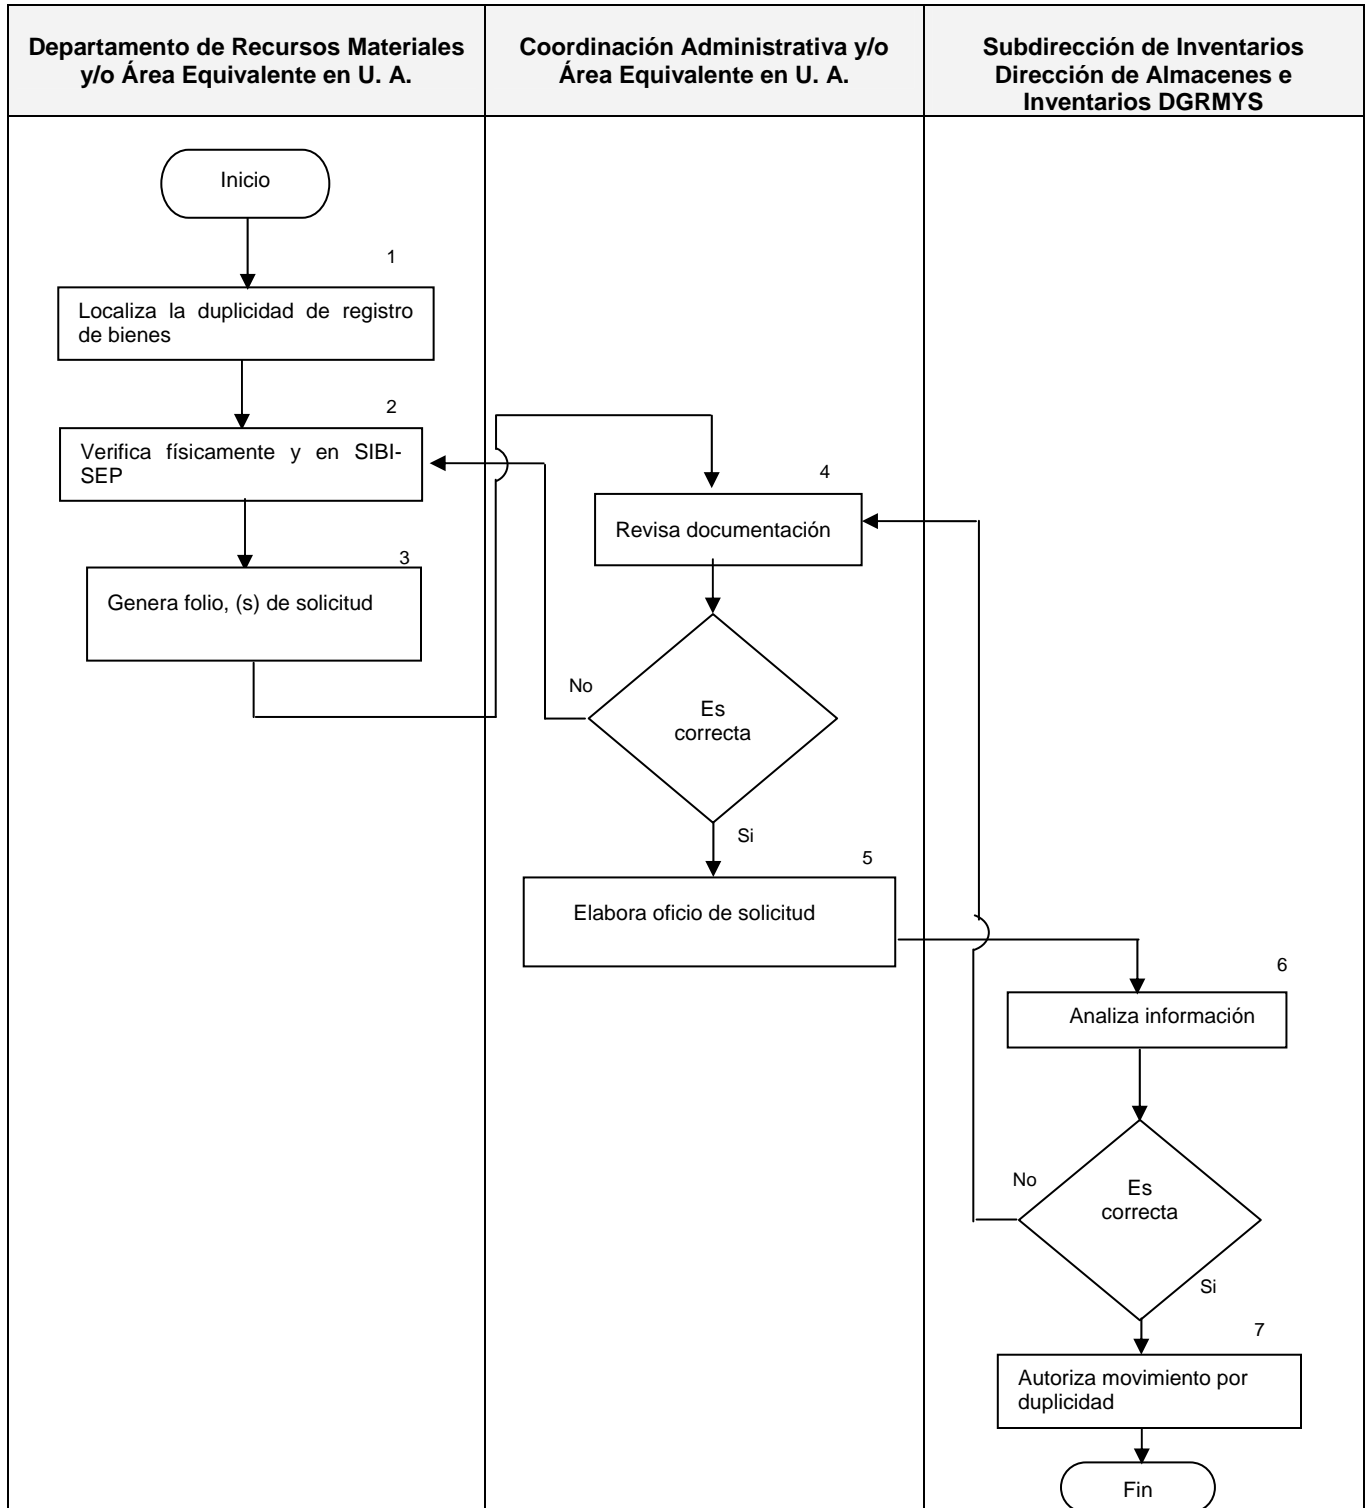 Departamento de Recursos Materiales
y/o Área Equivalente en U. A.
Coordinación Administrativa y/o
Área Equivalente en U. A.
Subdirección de Inventarios
Dirección de Almacenes e
Inventarios DGRMYS
Inicio
1
Localiza la duplicidad de registro
de bienes
2
Verifica físicamente y en SIBI-
SEP
3
Genera folio, (s) de solicitud
4
Revisa documentación
No
Es
correcta
Si
5
Elabora oficio de solicitud
6
Analiza información
No
Es
correcta
Si
7
Autoriza movimiento por
duplicidad
Fin